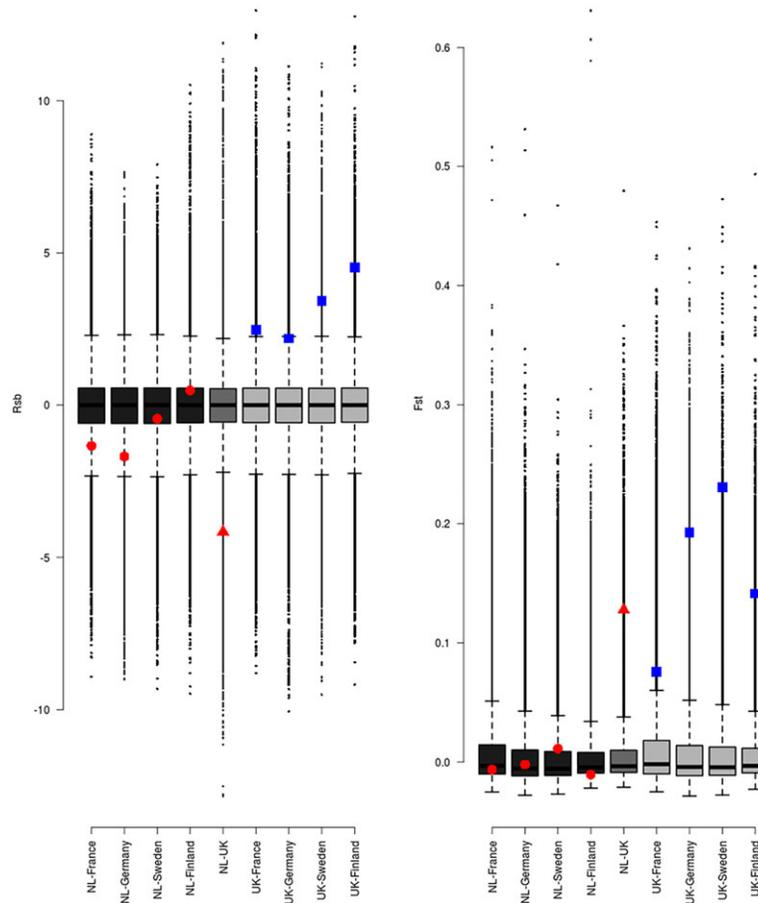 10
5
0
-5
-10
Rsb
NL-France
NL-Germany
NL-Sweden
NL-Finland
NL-UK
UK-France
UK-Germany
UK-Sweden
UK-Finland
0.6
0.5
0.4
0.3
0.2
0.1
0.0
Fst
NL-France
NL-Germany
NL-Sweden
NL-Finland
NL-UK
UK-France
UK-Germany
UK-Sweden
UK-Finland